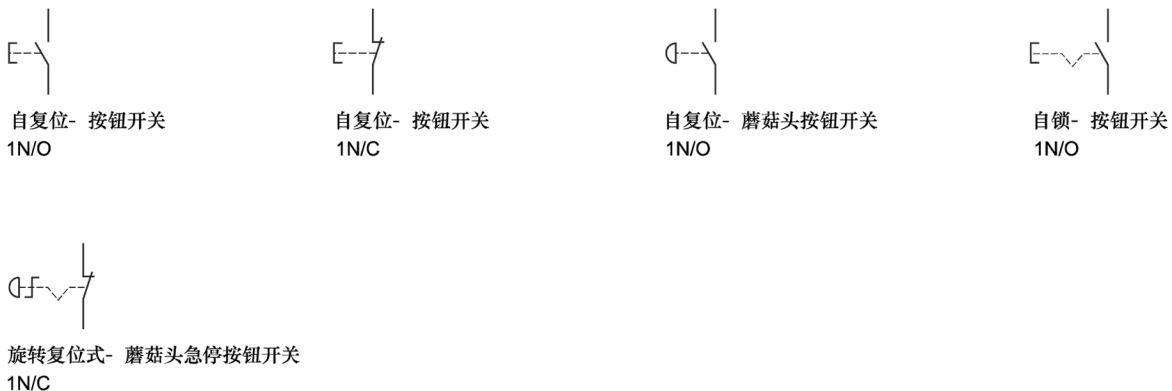 自复位- 按钮开关
1N/O
自复位- 按钮开关
1N/C
自复位- 蘑菇头按钮开关
1N/O
自锁- 按钮开关
1N/O
旋转复位式- 蘑菇头急停按钮开关
1N/C